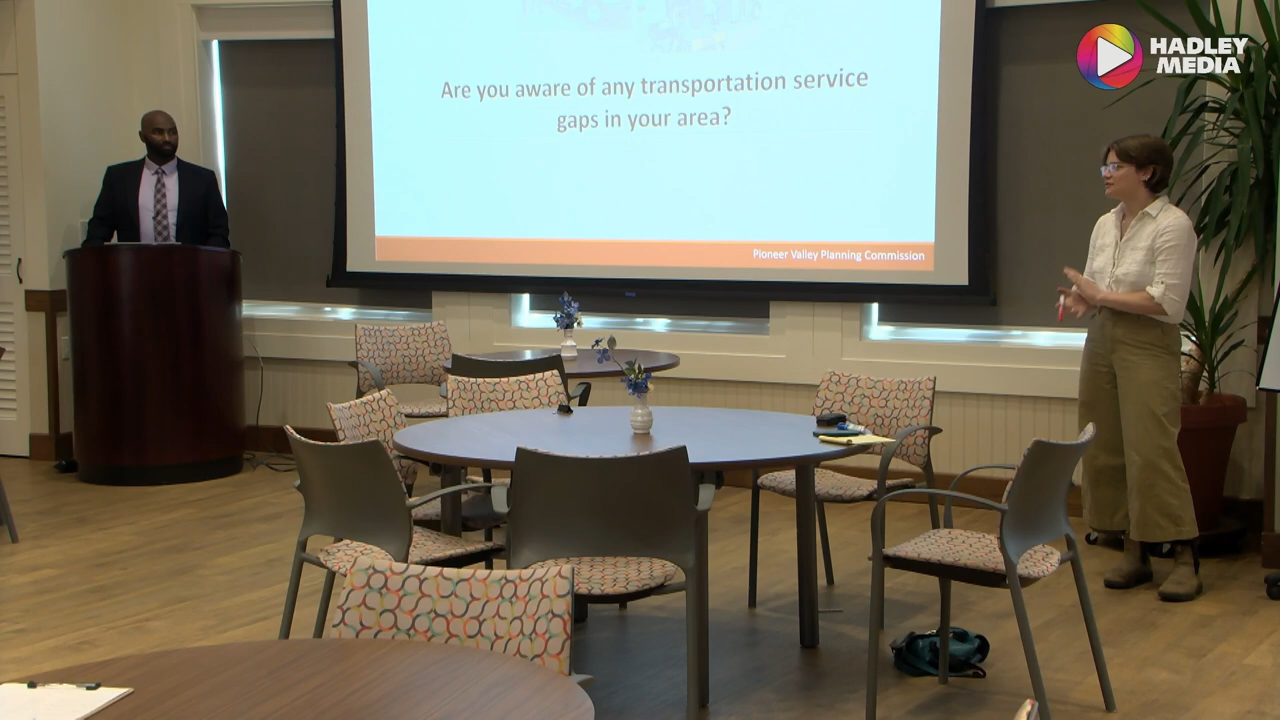 HADLEY
MEDIA
Are you aware of any transportation service
gaps in your area?
Pioneer Valley Planning Commission